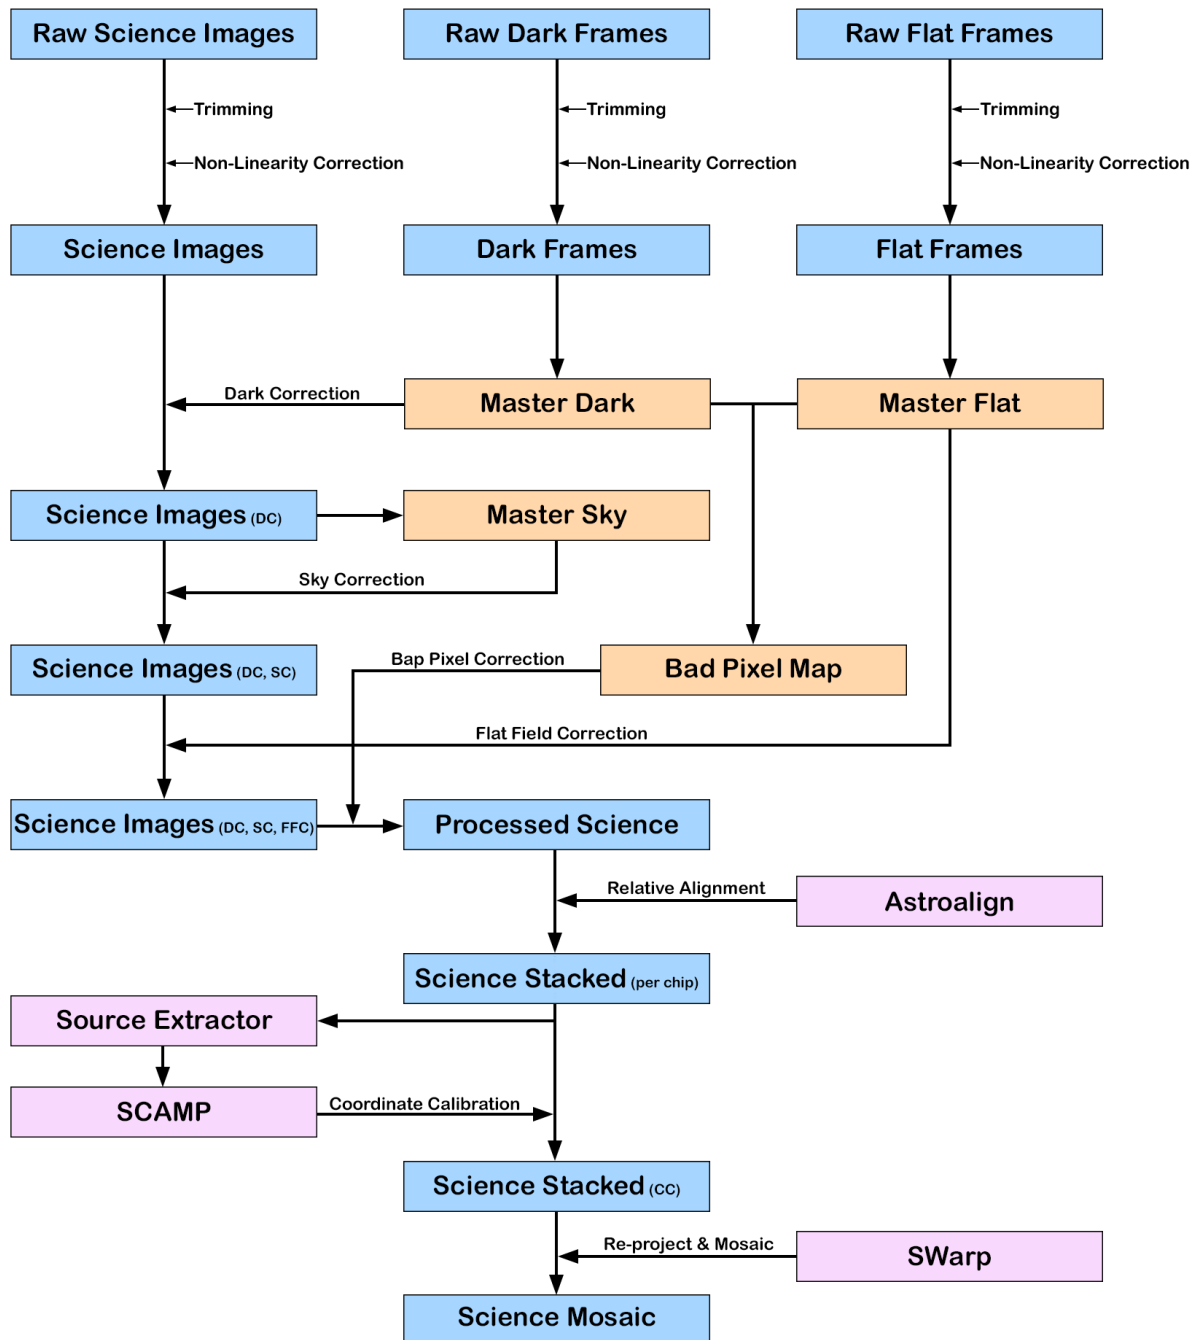 Raw Science Images
Raw Dark Frames
Raw Flat Frames
Trimming
Trimming
Trimming
Non-Linearity Correction
Non-Linearity Correction
Non-Linearity Correction
Science Images
Dark Frames
Flat Frames
Dark Correction
Master Dark
Master Flat
Science Images (DC)
Master Sky
Sky Correction
Science Images (DC, SC)
Bap Pixel Correction
Bad Pixel Map
Flat Field Correction
Science Images (DC, SC, FFC)
Processed Science
Relative Alignment
Astroalign
Science Stacked (per chip)
Source Extractor
SCAMP
Coordinate Calibration
Science Stacked (CC)
Re-project & Mosaic
SWarp
Science Mosaic